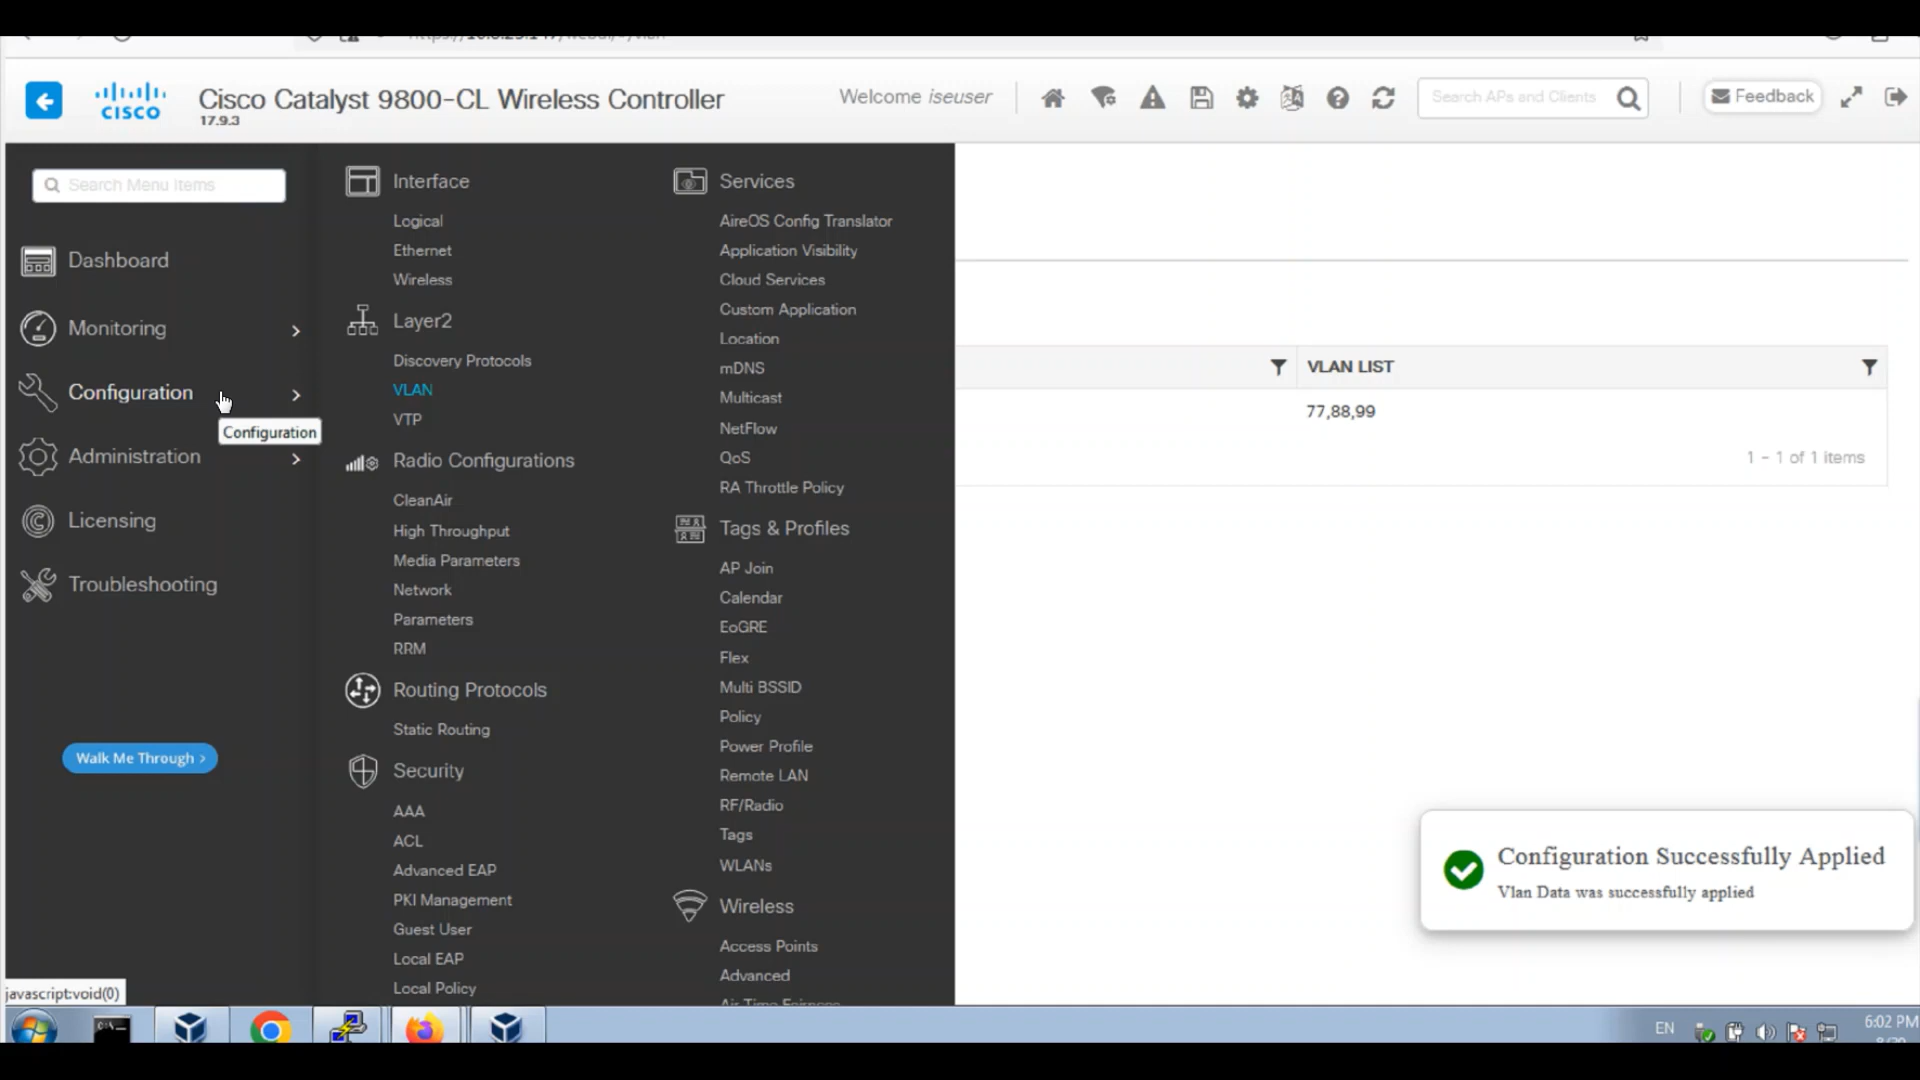 CISCO
Cisco Catalyst 9800-CL Wireless Controller
17.9.3
Welcome iseuser
Search APs and Clients
Feedback
Search Menu Items
Dashboard
Monitoring
Configuration
Configuration
Administration
Licensing
Troubleshooting
Walk Me Through >
Interface
Logical
Ethernet
Wireless
Layer2
Discovery Protocols
VLAN
VTP
Radio Configurations
CleanAir
High Throughput
Media Parameters
Network
Parameters
RRM
Routing Protocols
Static Routing
Security
AAA
ACL
Advanced EAP
PKI Management
Guest User
Local EAP
Local Policy
Services
AireOS Config Translator
Application Visibility
Cloud Services
Custom Application
Location
mDNS
Multicast
NetFlow
QoS
RA Throttle Policy
Tags & Profiles
AP Join
Calendar
EoGRE
Flex
Multi BSSID
Policy
Power Profile
Remote LAN
RF/Radio
Tags
WLANs
Wireless
Access Points
Advanced
Air Time Fairness
VLAN LIST
77,88,99
1 - 1 of 1 items
Configuration Successfully Applied
Vlan Data was successfully applied
javascript:void(0)
EN
6:02 PM